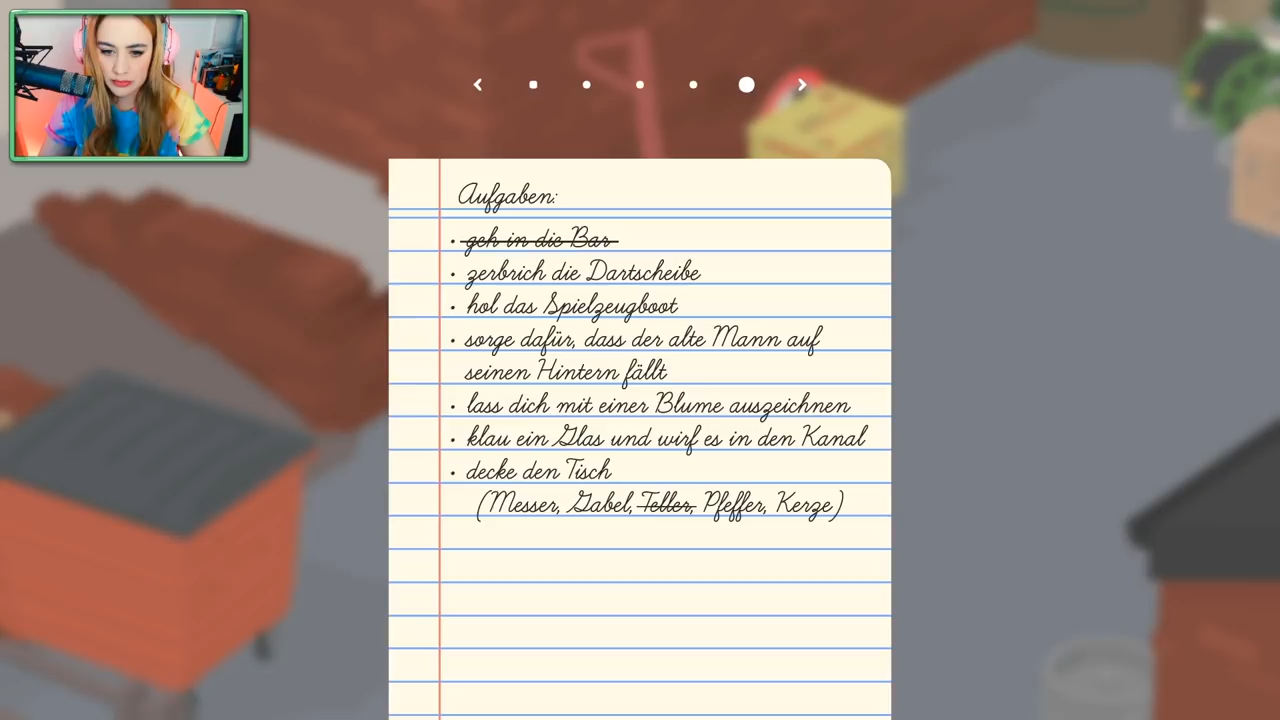 Aufgaben:
• geh in die Bar
• zerbrich die Dartscheibe
• hol das Spielzeugboot
• sorge dafür, dass der alte Mann auf
seinen Hintern fällt
• lass dich mit einer Blume auszeichnen
• klau ein Glas und wirf es in den Kanal
• decke den Tisch
(Messer, Gabel, Teller, Pfeffer, Kerze)